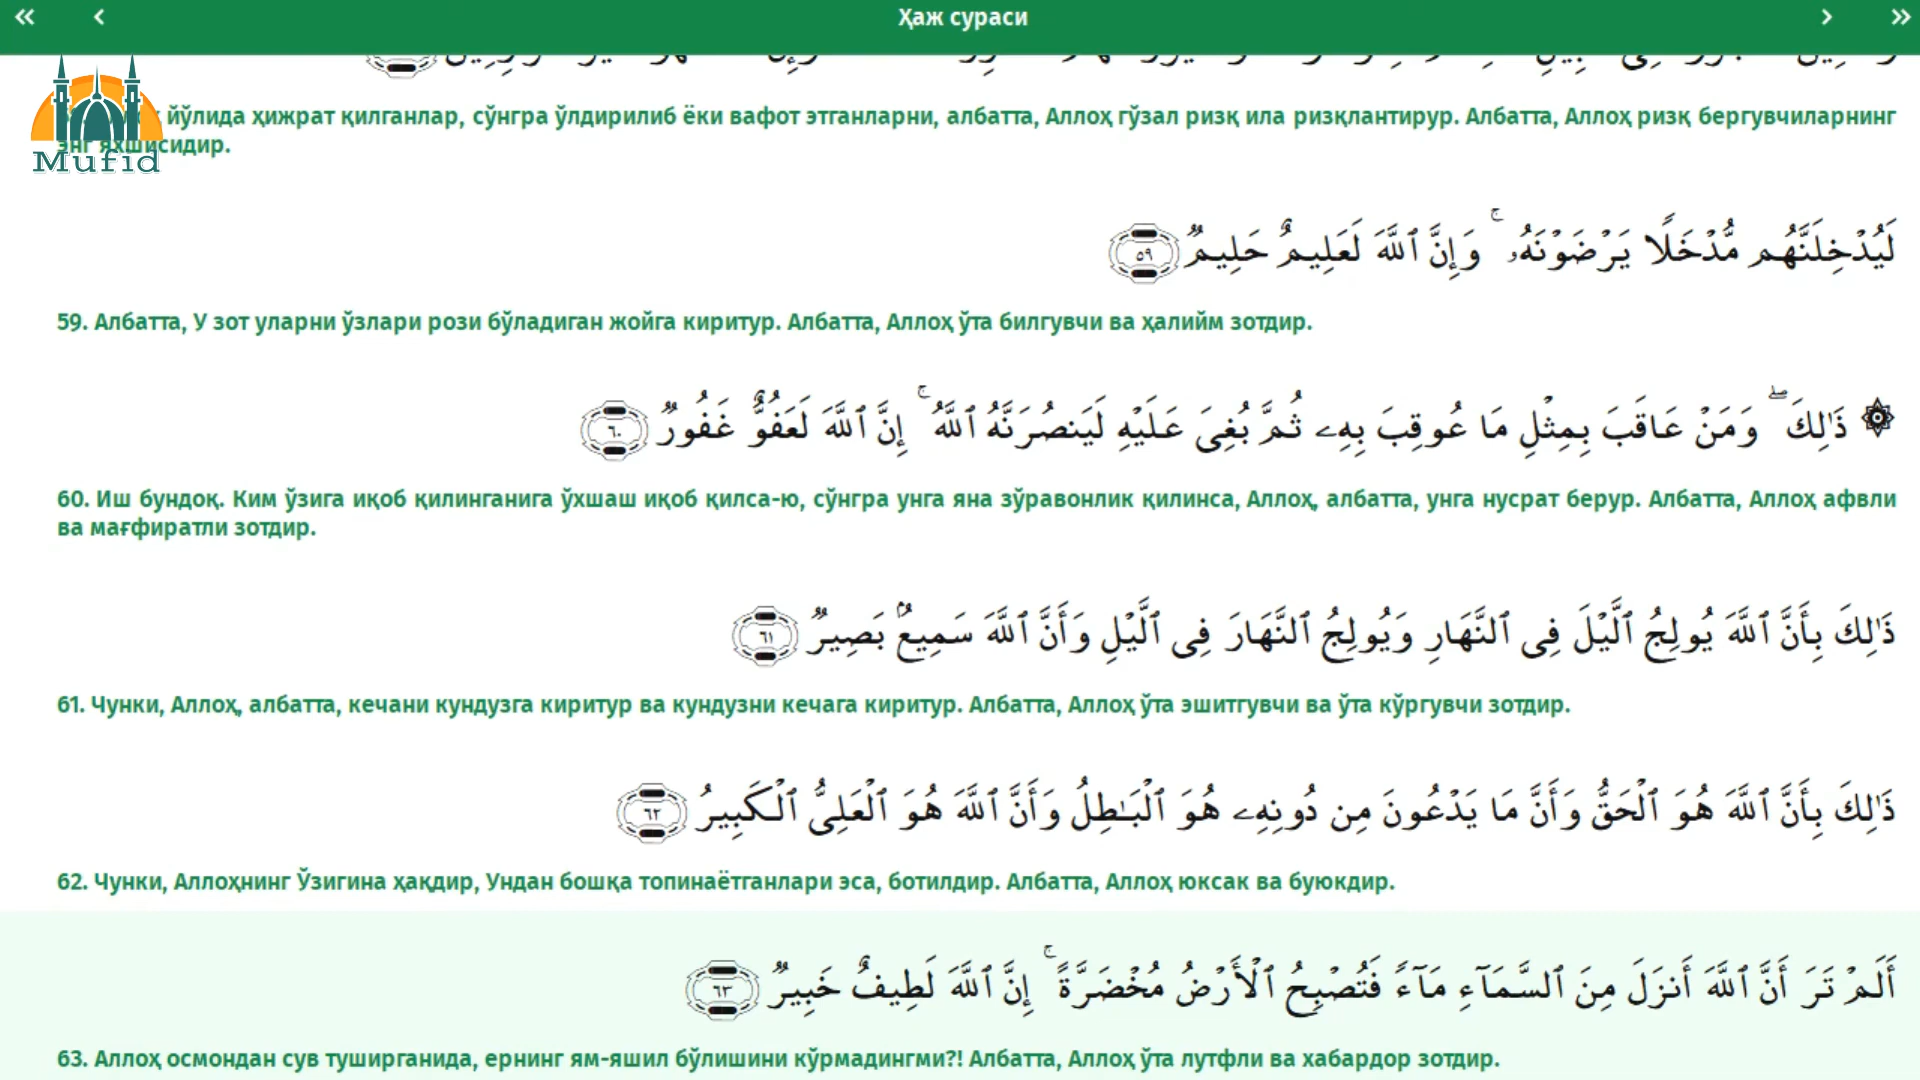 Ҳаж сураси
йўлида ҳижрат қилганлар, сўнгра ўлдирилиб ёки вафот этганларни, албатта, Аллоҳ гўзал ризқ ила ризқлантирур. Албатта, Аллоҳ ризқ бергувчиларнинг
энг яхшисидир.
Mufid
لَيُدْخِلَنَّهُم مُّدْخَلًا يَرْضَوْنَهُۥ ۗ وَإِنَّ ٱللَّهَ لَعَلِيمٌ حَلِيمٌ ٥٩
59. Албатта, У зот уларни ўзлари рози бўладиган жойга киритур. Албатта, Аллоҳ ўта билгувчи ва ҳалийм зотдир.
۞ ذَٰلِكَ ۖ وَمَنْ عَاقَبَ بِمِثْلِ مَا عُوقِبَ بِهِۦ ثُمَّ بُغِىَ عَلَيْهِ لَيَنصُرَنَّهُ ٱللَّهُ ۚ إِنَّ ٱللَّهَ لَعَفُوٌّ غَفُورٌ ٦٠
60. Иш бундоқ. Ким ўзига иқоб қилинганига ўхшаш иқоб қилса-ю, сўнгра унга яна зўравонлик қилинса, Аллоҳ, албатта, унга нусрат берур. Албатта, Аллоҳ афвли
ва мағфиратли зотдир.
ذَٰلِكَ بِأَنَّ ٱللَّهَ يُولِجُ ٱلَّيْلَ فِى ٱلنَّهَارِ وَيُولِجُ ٱلنَّهَارَ فِى ٱلَّيْلِ وَأَنَّ ٱللَّهَ سَمِيعٌۢ بَصِيرٌ ٦١
61. Чунки, Аллоҳ, албатта, кечани кундузга киритур ва кундузни кечага киритур. Албатта, Аллоҳ ўта эшитгувчи ва ўта кўргувчи зотдир.
ذَٰلِكَ بِأَنَّ ٱللَّهَ هُوَ ٱلْحَقُّ وَأَنَّ مَا يَدْعُونَ مِن دُونِهِۦ هُوَ ٱلْبَـٰطِلُ وَأَنَّ ٱللَّهَ هُوَ ٱلْعَلِىُّ ٱلْكَبِيرُ ٦٢
62. Чунки, Аллоҳнинг Ўзигина ҳақдир, Ундан бошқа топинаётганлари эса, ботилдир. Албатта, Аллоҳ юксак ва буюкдир.
أَلَمْ تَرَ أَنَّ ٱللَّهَ أَنزَلَ مِنَ ٱلسَّمَآءِ مَآءً فَتُصْبِحُ ٱلْأَرْضُ مُخْضَرَّةً ۚ إِنَّ ٱللَّهَ لَطِيفٌ خَبِيرٌ ٦٣
63. Аллоҳ осмондан сув туширганида, ернинг ям-яшил бўлишини кўрмадингми?! Албатта, Аллоҳ ўта лутфли ва хабардор зотдир.